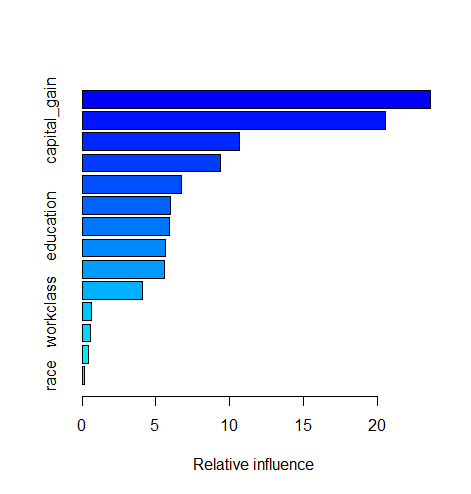 capital_gain
education
workclass
race
0 5 10 15 20
Relative influence